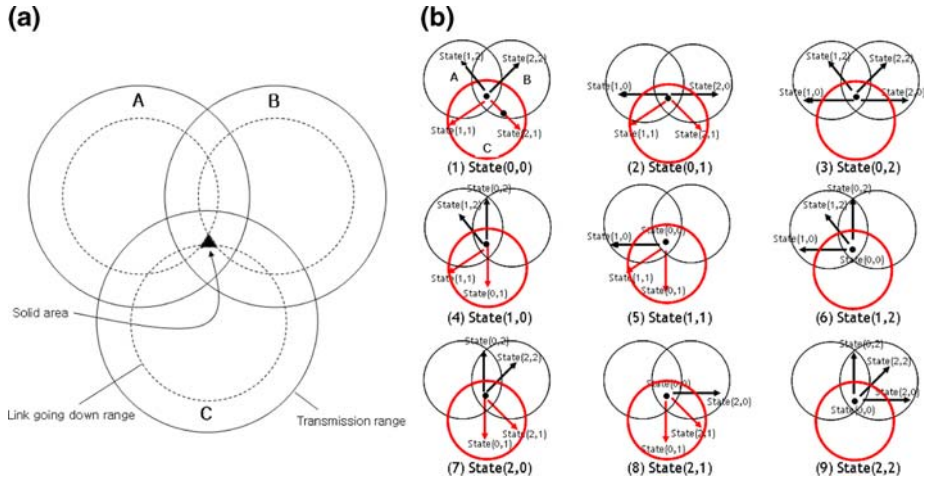 (a)
A
B
Solid area
Link going down range
C
Transmission range
(b)
State(1,2)
State(2,2)
A
B
State(1,1)
State(2,1)
C
(1) State(0,0)
State(1,0)
State(2,0)
State(1,1)
State(2,1)
(2) State(0,1)
State(1,2)
State(2,2)
State(1,0)
State(2,0)
(3) State(0,2)
State(0,2)
State(1,2)
State(1,1)
State(0,1)
(4) State(1,0)
State(0,0)
State(1,0)
State(1,1)
State(0,1)
(5) State(1,1)
State(0,2)
State(1,2)
State(1,0)
State(0,0)
(6) State(1,2)
State(0,2)
State(2,2)
State(2,1)
State(0,1)
(7) State(2,0)
State(0,0)
State(2,0)
State(2,1)
State(0,1)
(8) State(2,1)
State(0,2)
State(2,2)
State(2,0)
State(0,0)
(9) State(2,2)